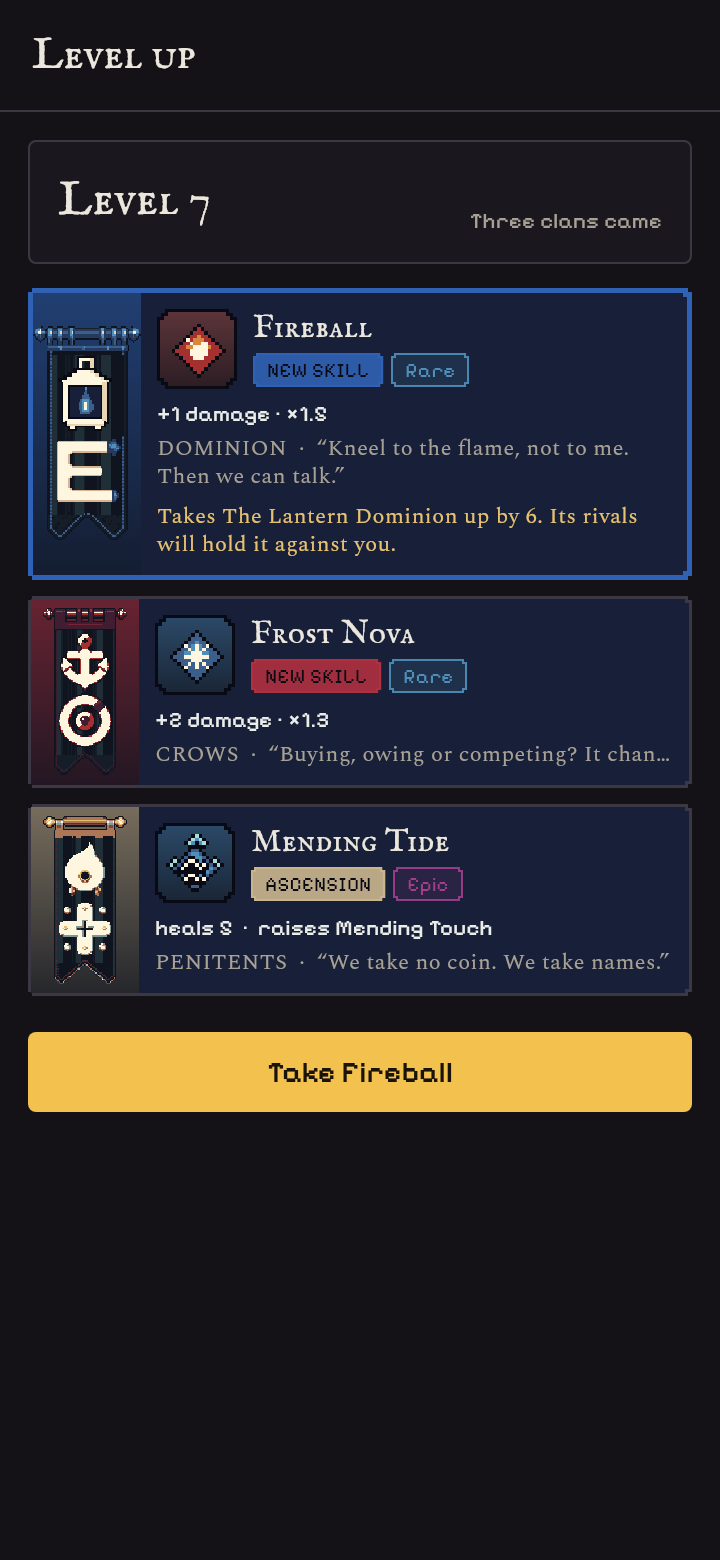 Level up
Level 7
Three clans came
Fireball
NEW SKILL
Rare
+1 damage · ×1.8
DOMINION · “Kneel to the flame, not to me.
Then we can talk.”
Takes The Lantern Dominion up by 6. Its rivals
will hold it against you.
E
Frost Nova
NEW SKILL
Rare
+2 damage · ×1.3
CROWS · “Buying, owing or competing? It chan…
Mending Tide
ASCENSION
Epic
heals 8 · raises Mending Touch
PENITENTS · “We take no coin. We take names.”
Take Fireball